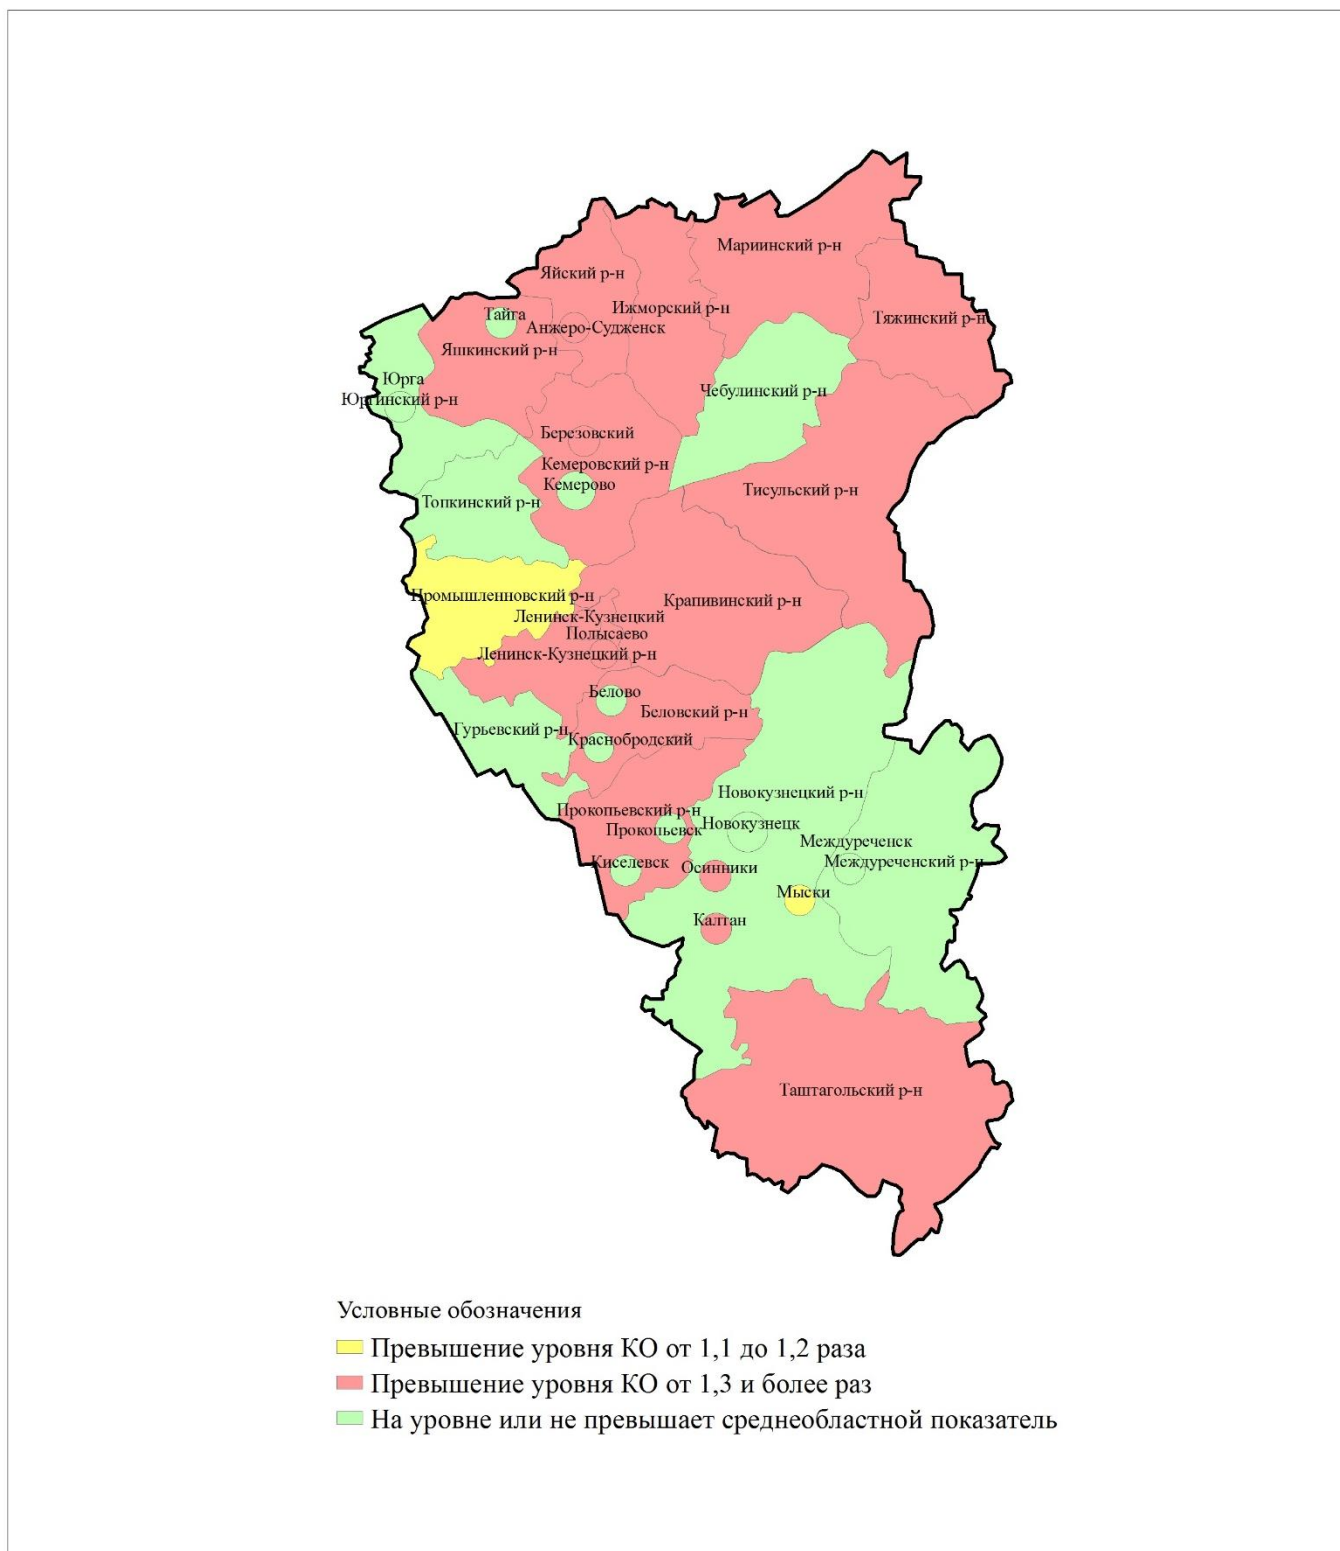 Мариинский р-н
Яйский р-н
Ижморский р-н
Тайга
Анжеро-Судженск
Тяжинский р-н
Яшкинский р-н
Юрга
Чебулинский р-н
Юргинский р-н
Березовский
Кемеровский р-н
Кемерово
Тисульский р-н
Топкинский р-н
Промышленновский р-н
Крапивинский р-н
Ленинск-Кузнецкий
Полысаево
Ленинск-Кузнецкий р-н
Белово
Беловский р-н
Гурьевский р-н
Краснобродский
Новокузнецкий р-н
Прокопьевский р-н
Новокузнецк
Прокопьевск
Междуреченск
Киселевск
Междуреченский р-н
Осинники
Мыски
Калтан
Таштагольский р-н
Условные обозначения
Превышение уровня КО от 1,1 до 1,2 раза
Превышение уровня КО от 1,3 и более раз
На уровне или не превышает среднеобластной показатель